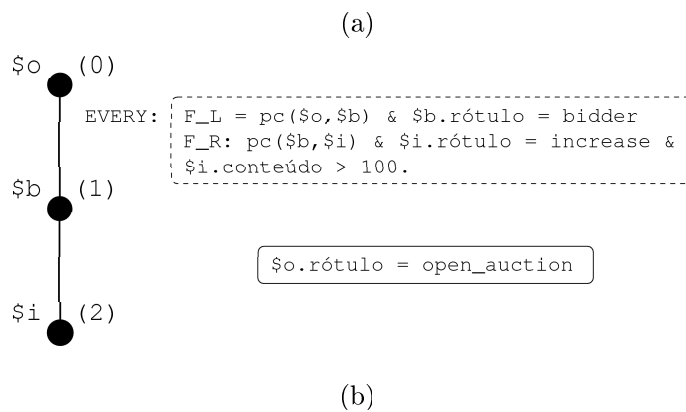 (a)
$o (0)
EVERY: F_L = pc($o,$b) & $b.rótulo = bidder
F_R: pc($b,$i) & $i.rótulo = increase &
$i.conteúdo > 100.
$b (1)
$o.rótulo = open_auction
$i (2)
(b)